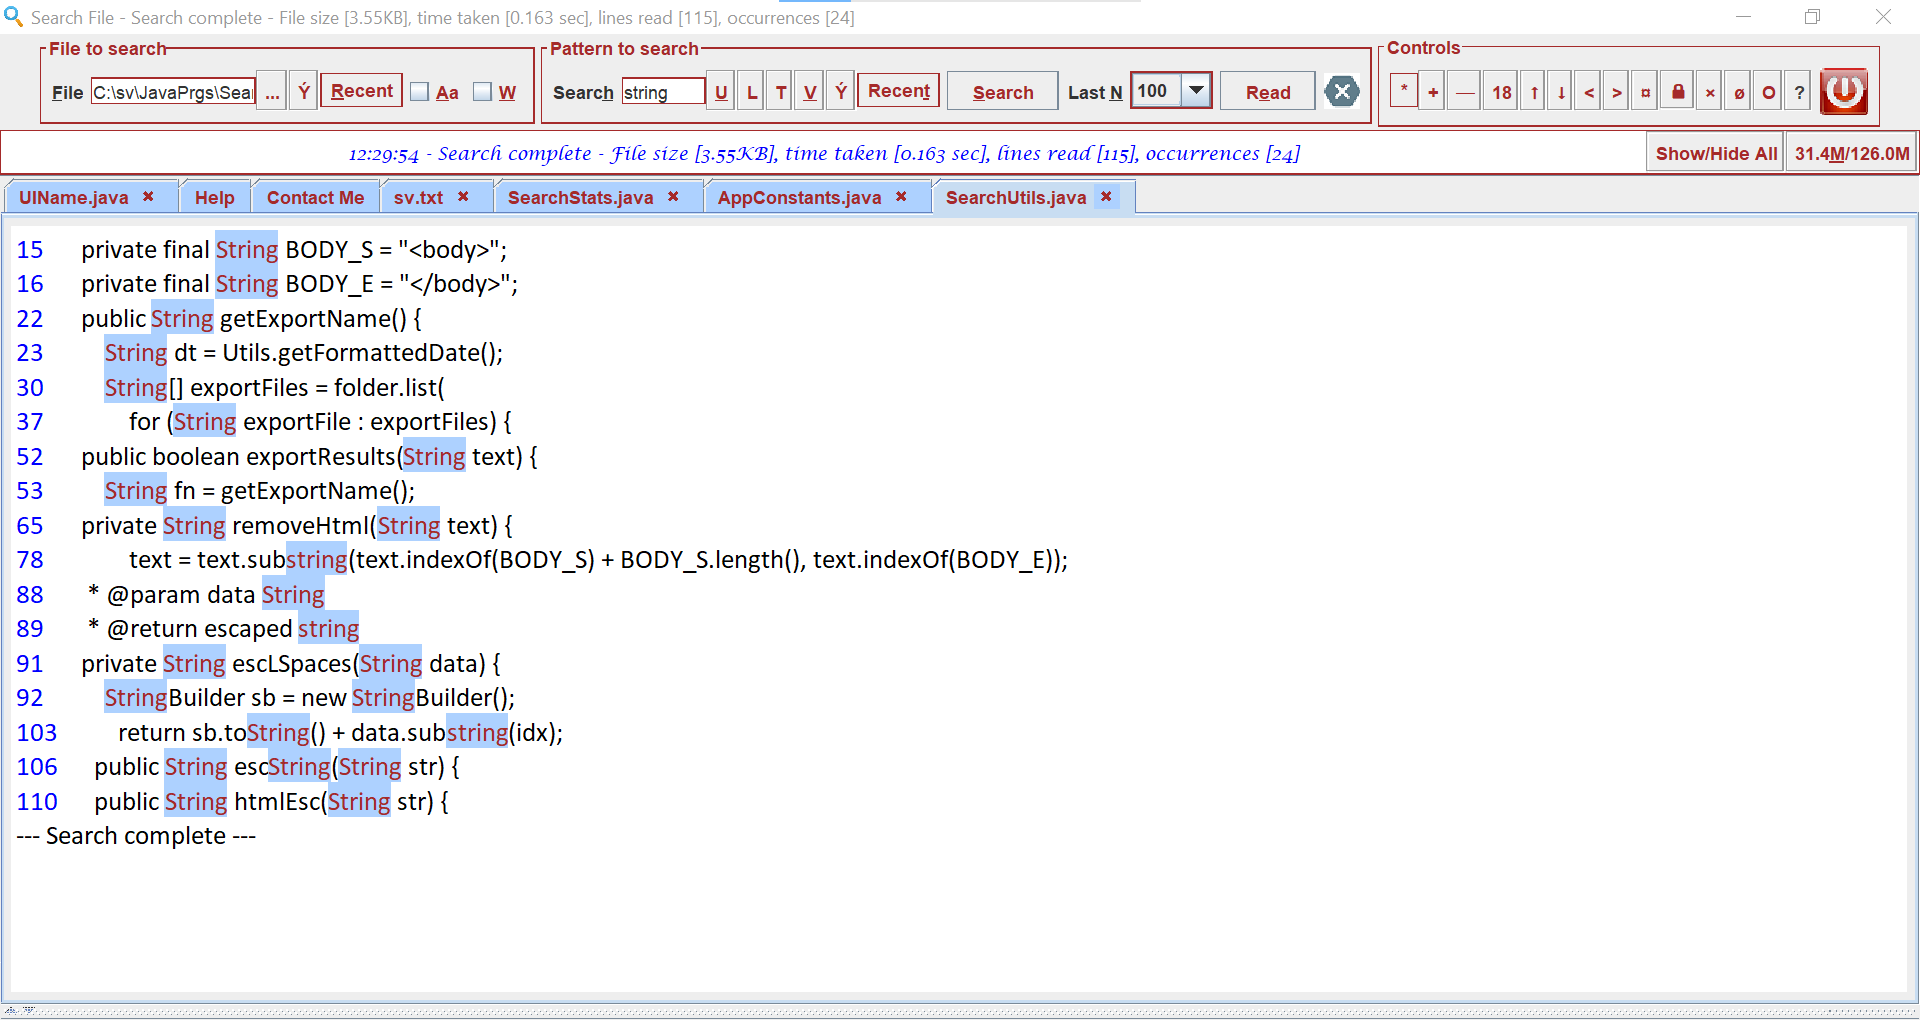 Search File - Search complete - File size [3.55KB], time taken [0.163 sec], lines read [115], occurrences [24]
File to search
File C:\sv\JavaPrgs\Sear ... Ý Recent Aa W
Pattern to search
Search string U L T V Ý Recent Search Last N 100 Read
Controls
* + — 18 ↑ ↓ < > ¤ × ø O ?
12:29:54 - Search complete - File size [3.55KB], time taken [0.163 sec], lines read [115], occurrences [24]
Show/Hide All 31.4M/126.0M
UIName.java Help Contact Me sv.txt SearchStats.java AppConstants.java SearchUtils.java
15 private final String BODY_S = "<body>";
16 private final String BODY_E = "</body>";
22 public String getExportName() {
23 String dt = Utils.getFormattedDate();
30 String[] exportFiles = folder.list(
37 for (String exportFile : exportFiles) {
52 public boolean exportResults(String text) {
53 String fn = getExportName();
65 private String removeHtml(String text) {
78 text = text.substring(text.indexOf(BODY_S) + BODY_S.length(), text.indexOf(BODY_E));
88 * @param data String
89 * @return escaped string
91 private String escLSpaces(String data) {
92 StringBuilder sb = new StringBuilder();
103 return sb.toString() + data.substring(idx);
106 public String escString(String str) {
110 public String htmlEsc(String str) {
--- Search complete ---